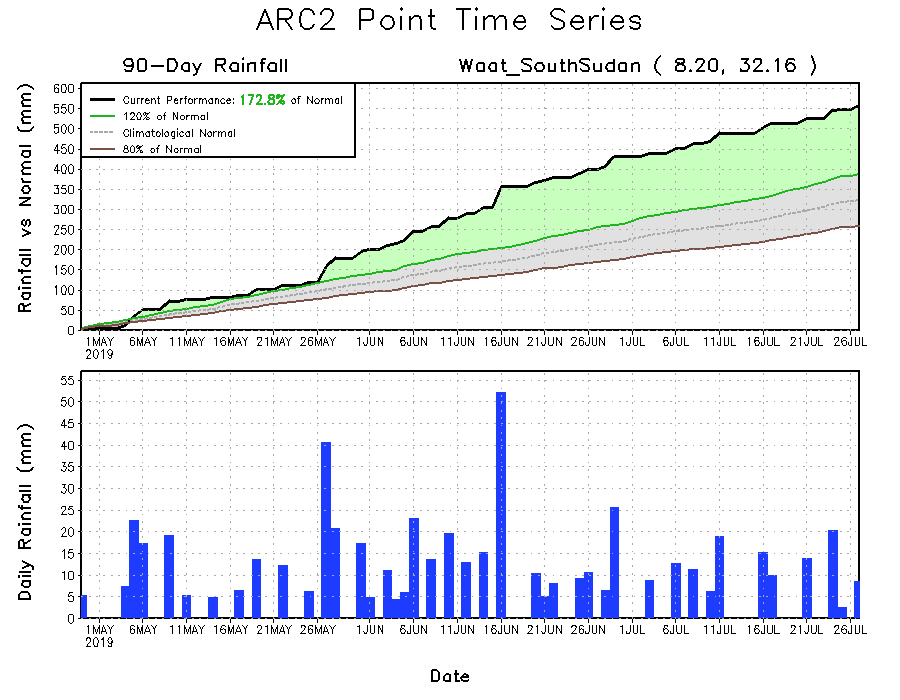 ARC2 Point Time Series
90-Day Rainfall
Waat_SouthSudan ( 8.20, 32.16 )
Rainfall vs Normal (mm)
600
550
500
450
400
350
300
250
200
150
100
50
0
Current Performance: 172.8% of Normal
120% of Normal
Climatological Normal
80% of Normal
1MAY 6MAY 11MAY 16MAY 21MAY 26MAY 1JUN 6JUN 11JUN 16JUN 21JUN 26JUN 1JUL 6JUL 11JUL 16JUL 21JUL 26JUL
2019
Daily Rainfall (mm)
55
50
45
40
35
30
25
20
15
10
5
0
1MAY 6MAY 11MAY 16MAY 21MAY 26MAY 1JUN 6JUN 11JUN 16JUN 21JUN 26JUN 1JUL 6JUL 11JUL 16JUL 21JUL 26JUL
2019
Date